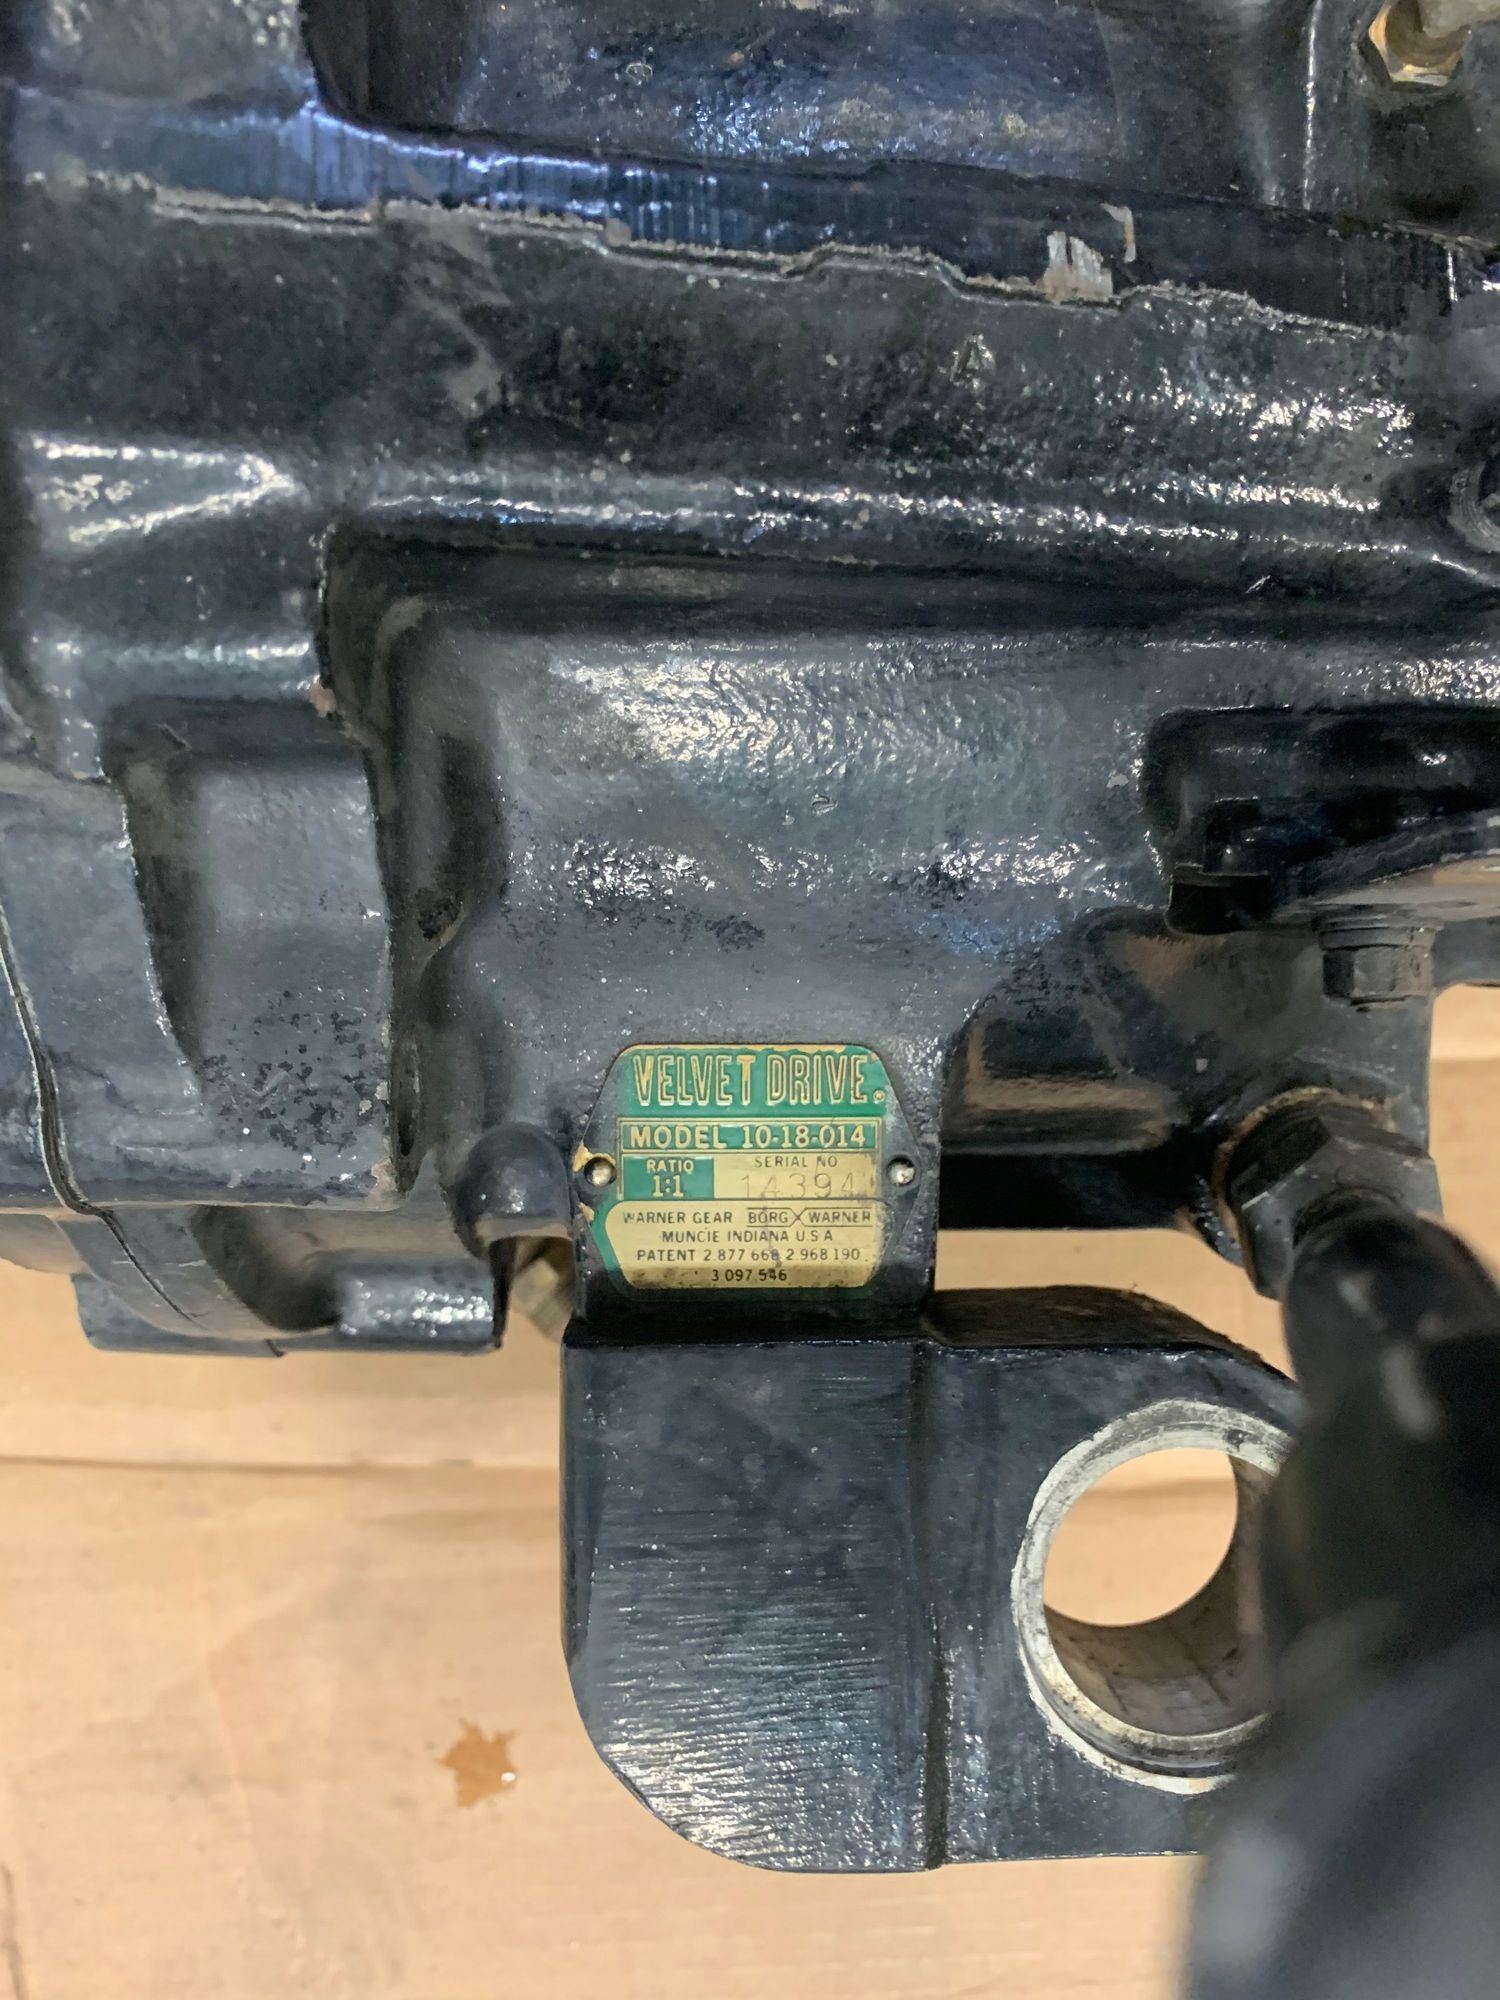 VELVET DRIVE®
MODEL 10-18-014
RATIO
1:1
SERIAL NO
14394
WARNER GEAR BORG WARNER
MUNCIE INDIANA U.S.A
PATENT 2 877 668 2 968 190
3 097 546